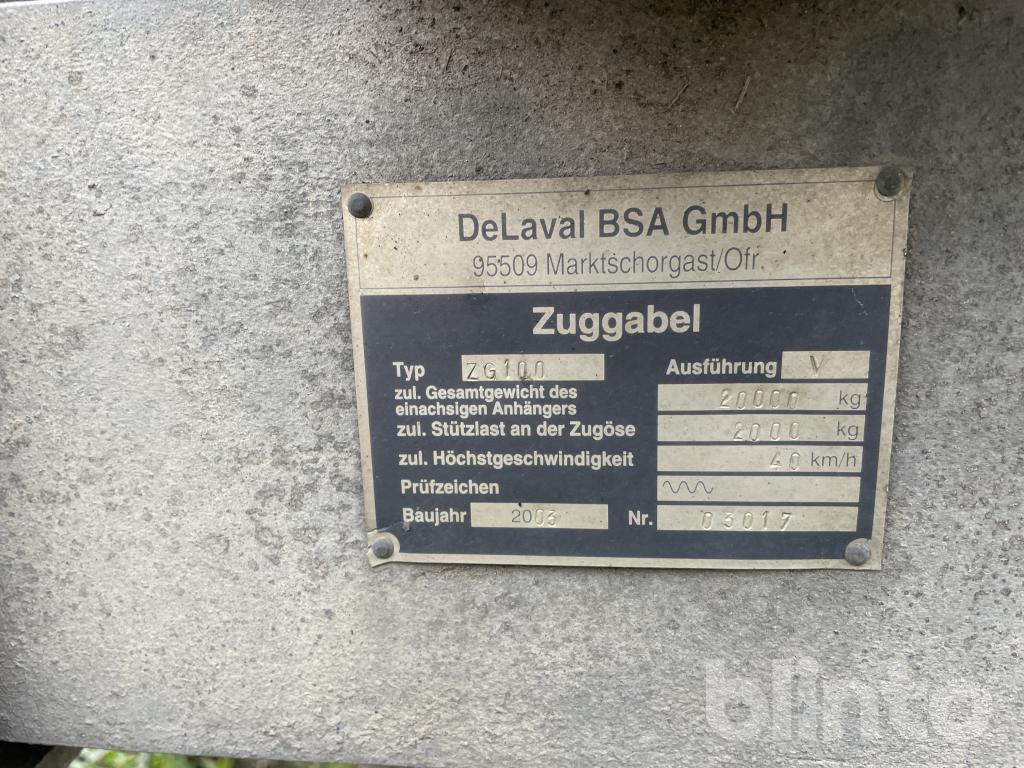 DeLaval BSA GmbH
95509 Marktschorgast/Ofr.
Zuggabel
Typ ZG100 Ausführung V
zul. Gesamtgewicht des
einachsigen Anhängers 20000 kg
zul. Stützlast an der Zugöse 2000 kg
zul. Höchstgeschwindigkeit 40 km/h
Prüfzeichen
Baujahr 2003 Nr. 03017
blinto